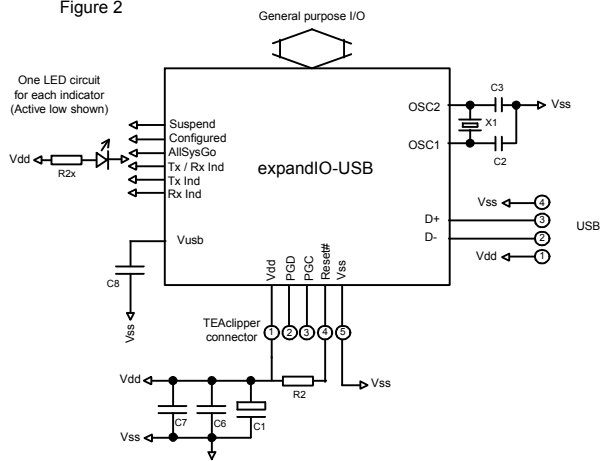 Figure 2
General purpose I/O
One LED circuit
for each indicator
(Active low shown)
Vdd
R2x
Suspend
Configured
AllSysGo
Tx / Rx Ind
Tx Ind
Rx Ind
expandIO-USB
OSC2
OSC1
C3
X1
C2
Vss
Vss
4
D+
3
D-
2
Vdd
1
USB
Vusb
C8
Vss
Vdd
PGD
PGC
Reset#
Vss
TEAclipper
connector
1
2
3
4
5
Vdd
R2
Vss
C7
C6
C1
Vss